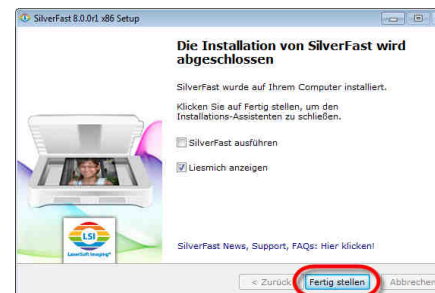 SilverFast 8.0.0r1 x86 Setup
Die Installation von SilverFast wird
abgeschlossen
SilverFast wurde auf Ihrem Computer installiert.
Klicken Sie auf Fertig stellen, um den
Installations-Assistenten zu schließen.
SilverFast ausführen
Liesmich anzeigen
LSI
LaserSoft Imaging®
SilverFast News, Support, FAQs: Hier klicken!
< Zurück
Fertig stellen
Abbrechen